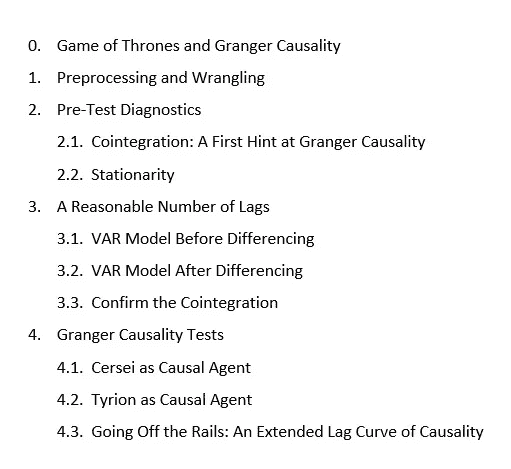 0. Game of Thrones and Granger Causality
1. Preprocessing and Wrangling
2. Pre-Test Diagnostics
2.1. Cointegration: A First Hint at Granger Causality
2.2. Stationarity
3. A Reasonable Number of Lags
3.1. VAR Model Before Differencing
3.2. VAR Model After Differencing
3.3. Confirm the Cointegration
4. Granger Causality Tests
4.1. Cersei as Causal Agent
4.2. Tyrion as Causal Agent
4.3. Going Off the Rails: An Extended Lag Curve of Causality